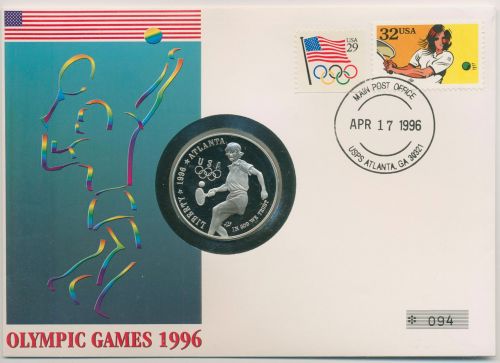 USA
29
32USA
MAIN POST OFFICE
APR 17 1996
USPS ATLANTA, GA 30321
LIBERTY 1996 ATLANTA
USA
IN GOD WE TRUST
OLYMPIC GAMES 1996
* 094